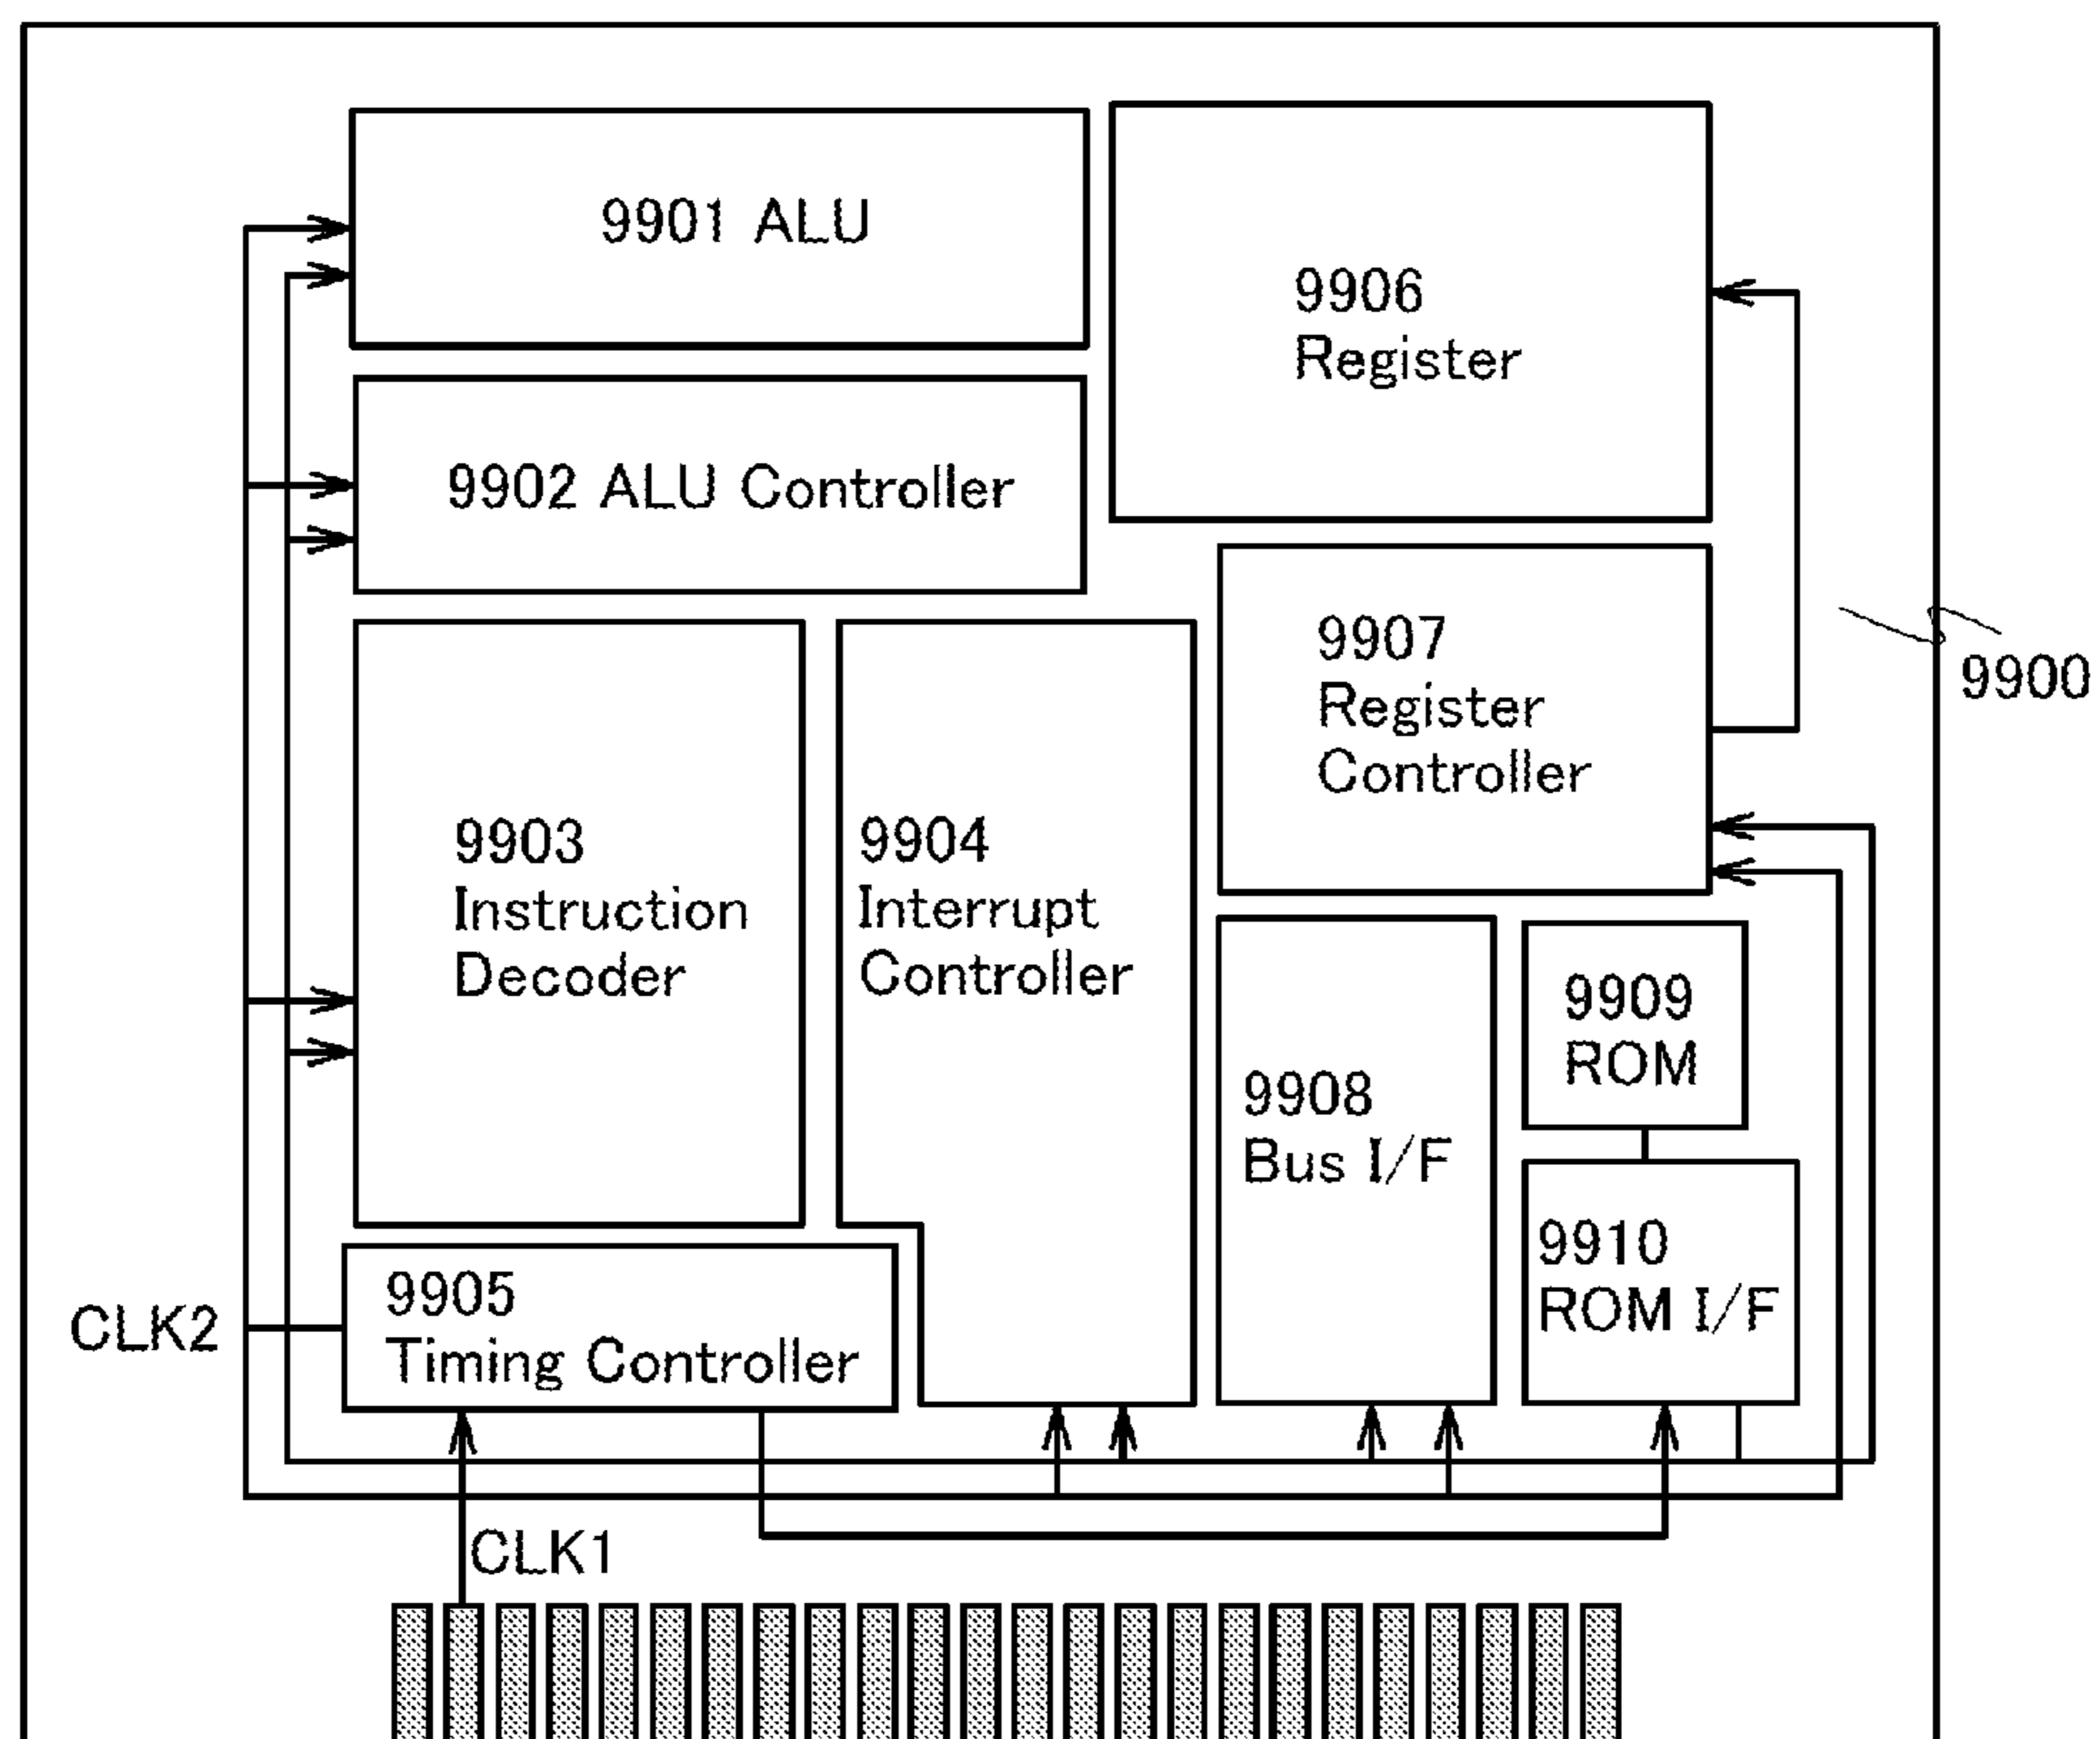 9901 ALU
9906
Register
9902 ALU Controller
9907
Register
Controller
9900
9903
Instruction
Decoder
9904
Interrupt
Controller
9908
Bus I/F
9909
ROM
9910
ROM I/F
9905
Timing Controller
CLK2
CLK1